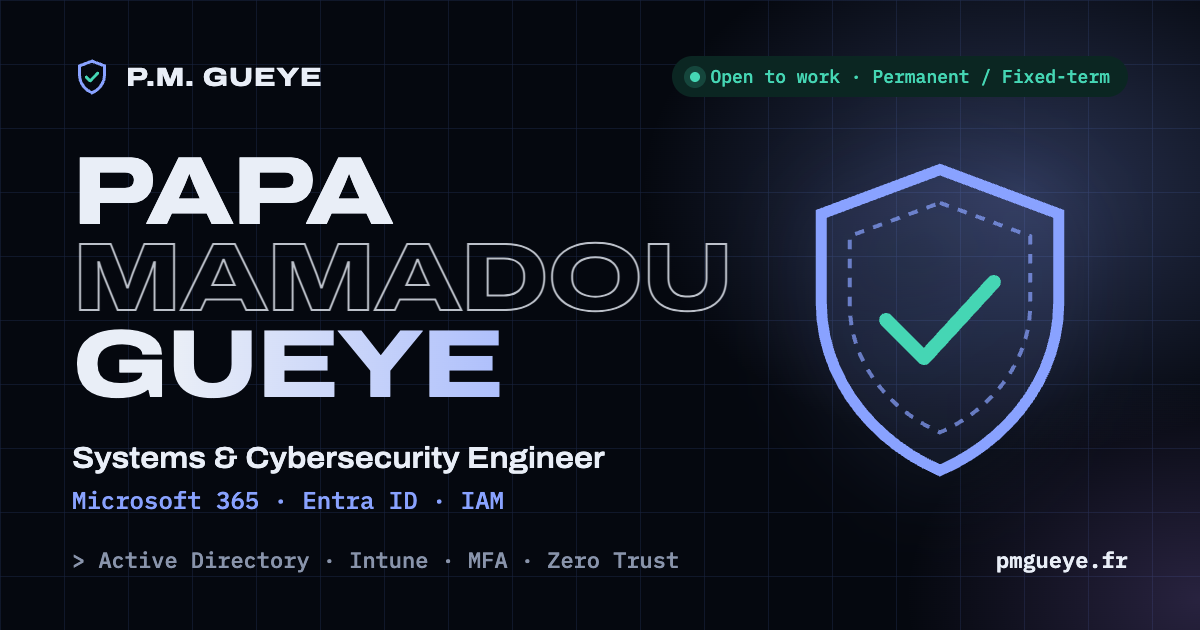 P.M. GUEYE
Open to work · Permanent / Fixed-term
PAPA
MAMADOU
GUEYE
Systems & Cybersecurity Engineer
Microsoft 365 · Entra ID · IAM
> Active Directory · Intune · MFA · Zero Trust
pmgueye.fr